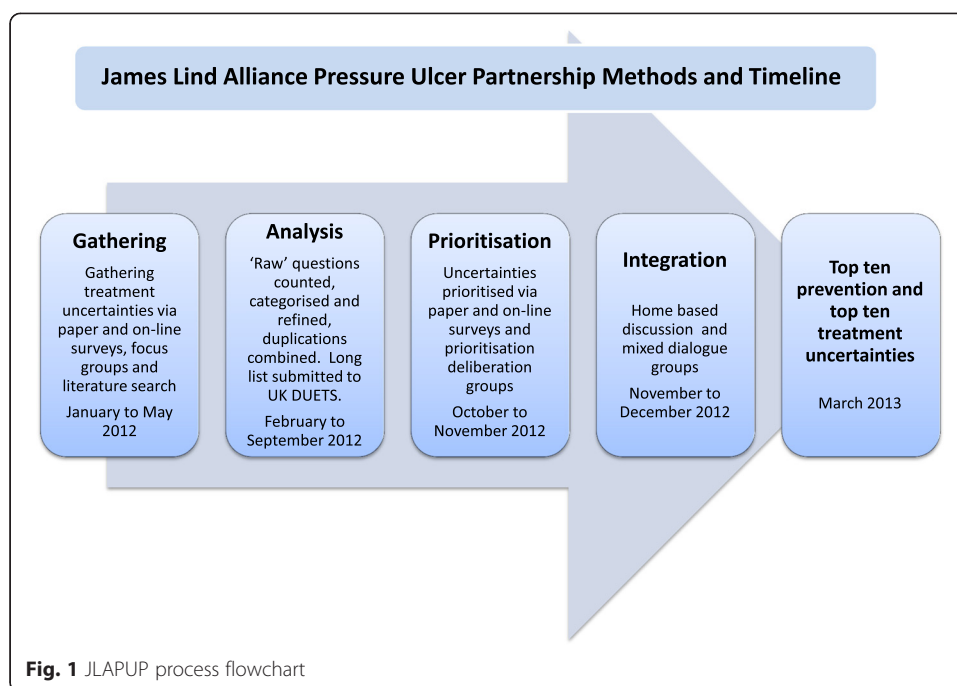 James Lind Alliance Pressure Ulcer Partnership Methods and Timeline
Gathering
Gathering
treatment
uncertainties via
paper and on-line
surveys, focus
groups and
literature search
January to May
2012
Analysis
‘Raw’ questions
counted,
categorised and
refined,
duplications
combined. Long
list submitted to
UK DUETS.
February to
September 2012
Prioritisation
Uncertainties
prioritised via
paper and on-line
surveys and
prioritisation
deliberation
groups
October to
November 2012
Integration
Home based
discussion and
mixed dialogue
groups
November to
December 2012
Top ten
prevention and
top ten
treatment
uncertainties
March 2013
Fig. 1 JLAPUP process flowchart